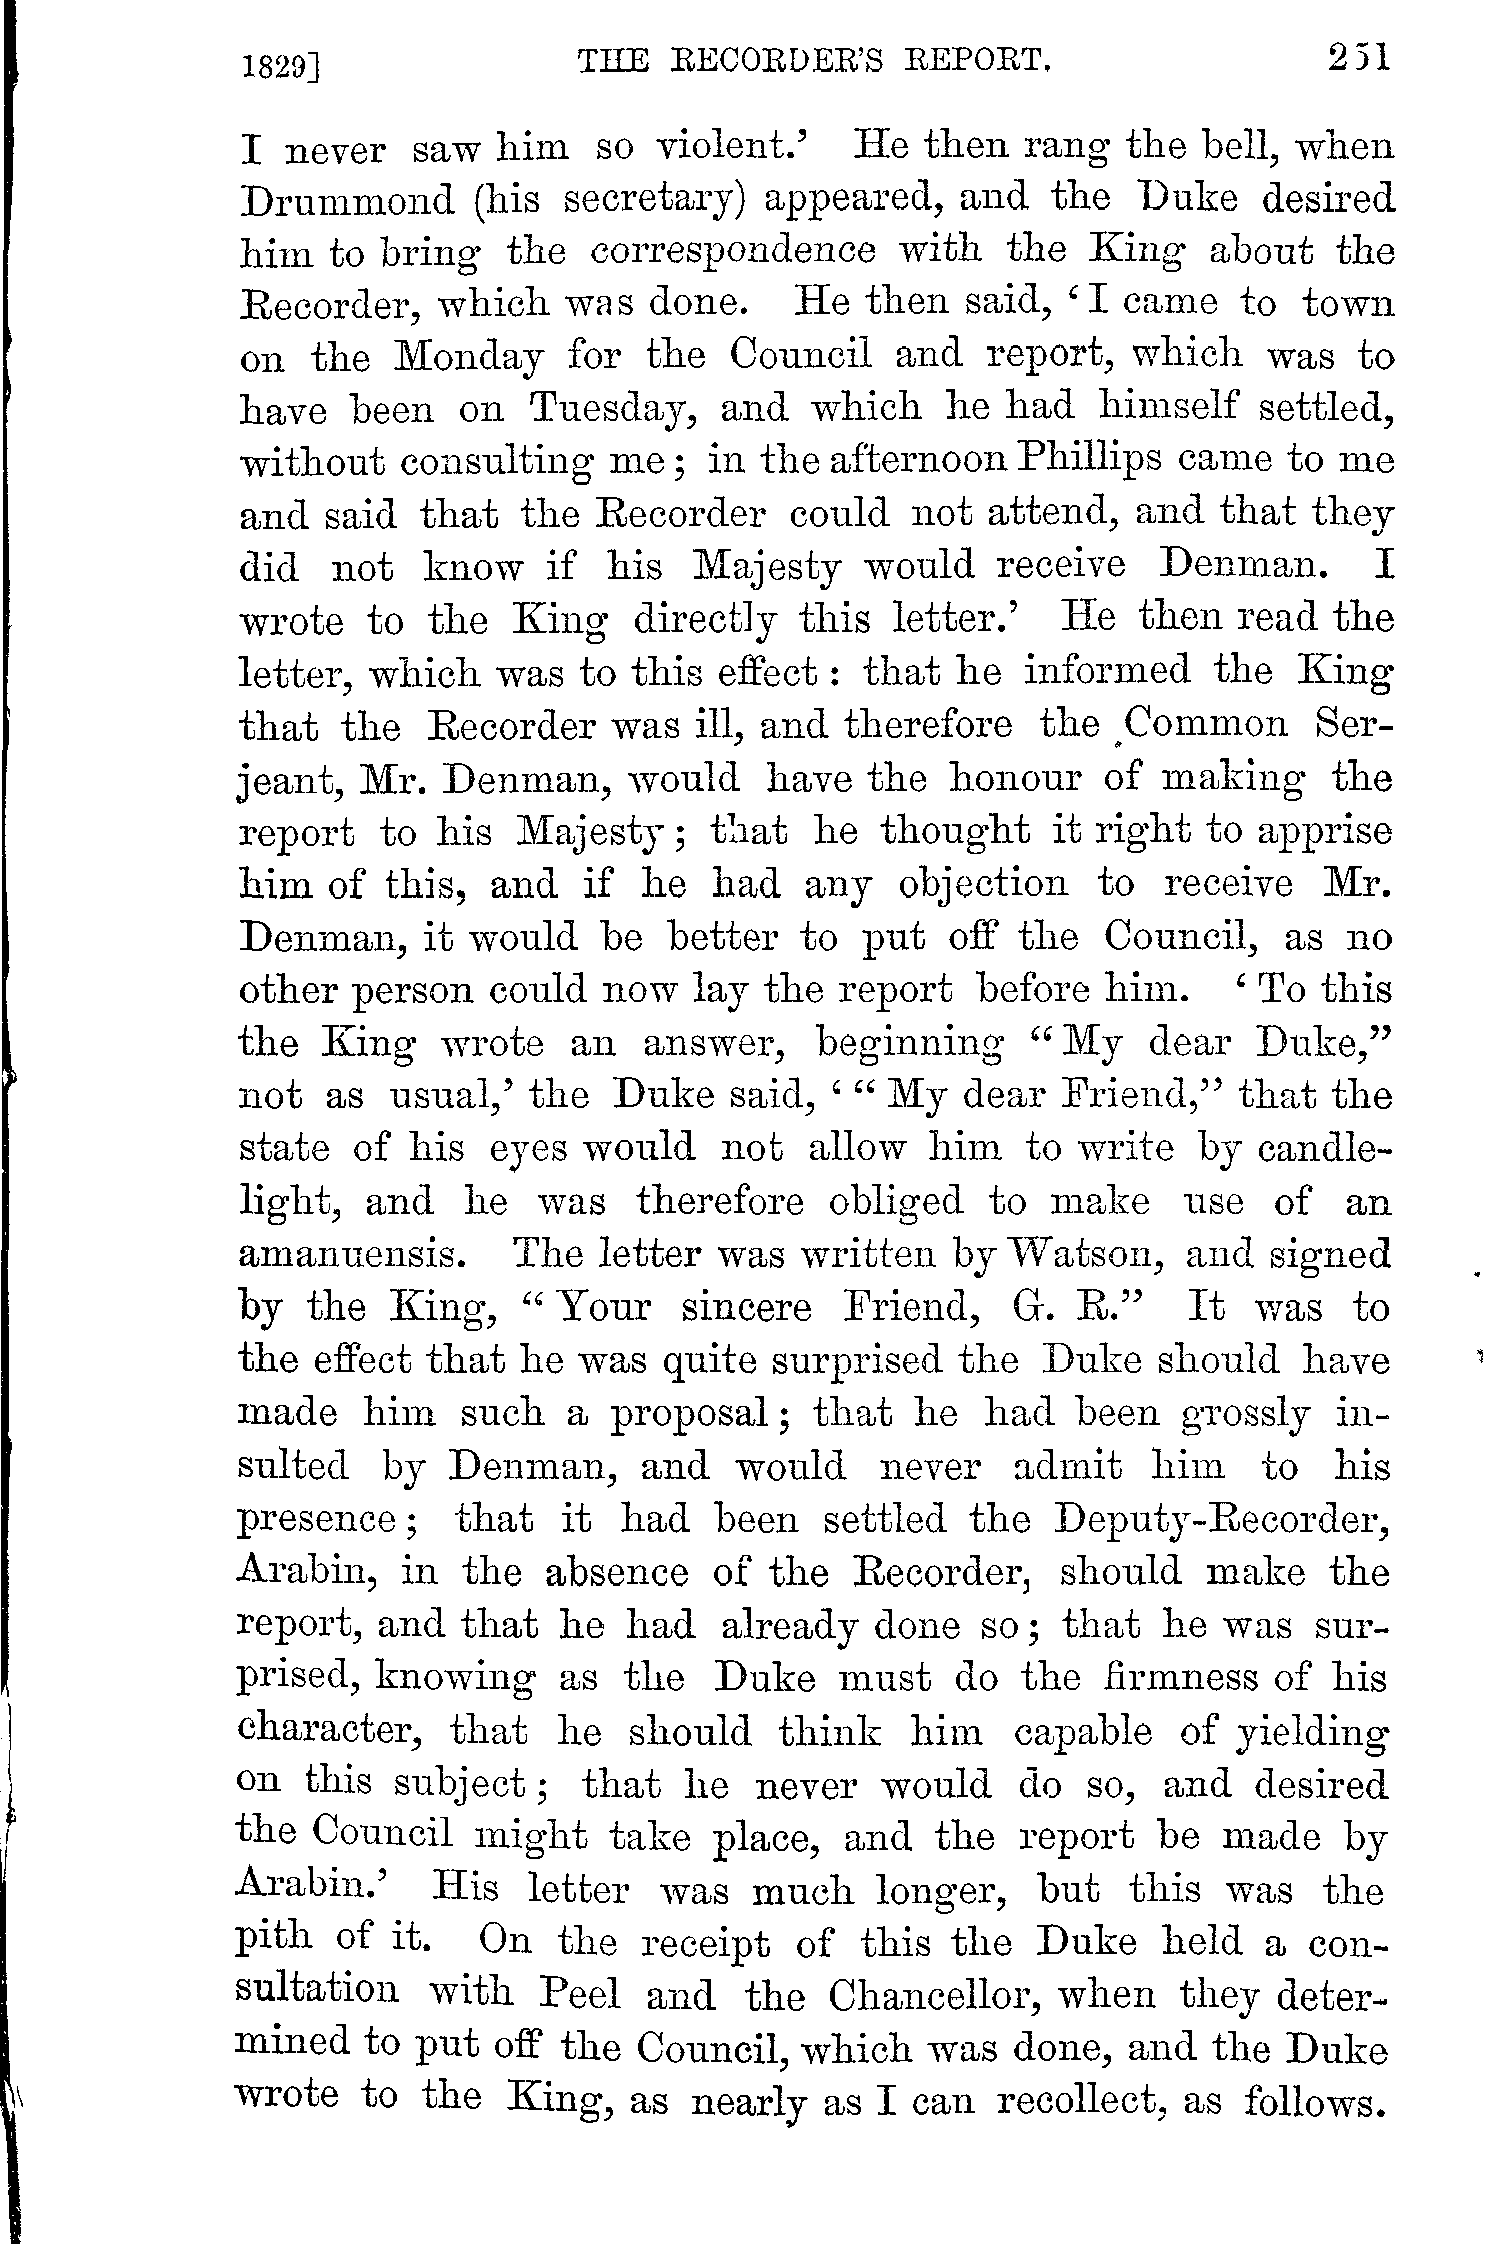 1829] THE RECORDER'S REPORT. 251
I never saw him so violent.' He then rang the bell, when
Drummond (his secretary) appeared, and the Duke desired
him to bring the correspondence with the King about the
Recorder, which was done. He then said, 'I came to town
on the Monday for the Council and report, which was to
have been on Tuesday, and which he had himself settled,
without consulting me; in the afternoon Phillips came to me
and said that the Recorder could not attend, and that they
did not know if his Majesty would receive Denman. I
wrote to the King directly this letter.' He then read the
letter, which was to this effect: that he informed the King
that the Recorder was ill, and therefore the Common Ser-
jeant, Mr. Denman, would have the honour of making the
report to his Majesty; that he thought it right to apprise
him of this, and if he had any objection to receive Mr.
Denman, it would be better to put off the Council, as no
other person could now lay the report before him. 'To this
the King wrote an answer, beginning "My dear Duke,"
not as usual,' the Duke said, '"My dear Friend," that the
state of his eyes would not allow him to write by candle-
light, and he was therefore obliged to make use of an
amanuensis. The letter was written by Watson, and signed
by the King, "Your sincere Friend, G. R." It was to
the effect that he was quite surprised the Duke should have
made him such a proposal; that he had been grossly in-
sulted by Denman, and would never admit him to his
presence; that it had been settled the Deputy-Recorder,
Arabin, in the absence of the Recorder, should make the
report, and that he had already done so; that he was sur-
prised, knowing as the Duke must do the firmness of his
character, that he should think him capable of yielding
on this subject; that he never would do so, and desired
the Council might take place, and the report be made by
Arabin.' His letter was much longer, but this was the
pith of it. On the receipt of this the Duke held a con-
sultation with Peel and the Chancellor, when they deter-
mined to put off the Council, which was done, and the Duke
wrote to the King, as nearly as I can recollect, as follows.